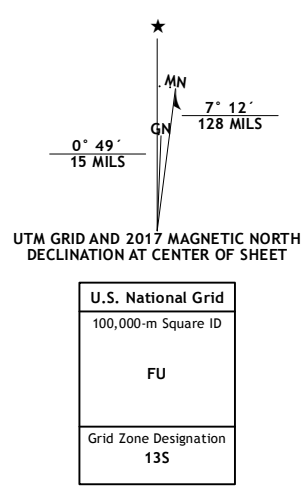 ★
MN
7° 12´
128 MILS
GN
0° 49´
15 MILS
UTM GRID AND 2017 MAGNETIC NORTH
DECLINATION AT CENTER OF SHEET
U.S. National Grid
100,000-m Square ID
FU
Grid Zone Designation
13S